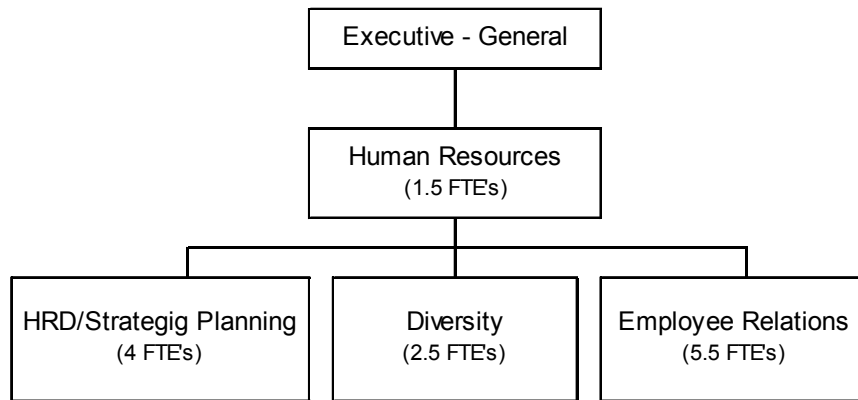 Executive - General
Human Resources
(1.5 FTE's)
HRD/Strategig Planning
(4 FTE's)
Diversity
(2.5 FTE's)
Employee Relations
(5.5 FTE's)